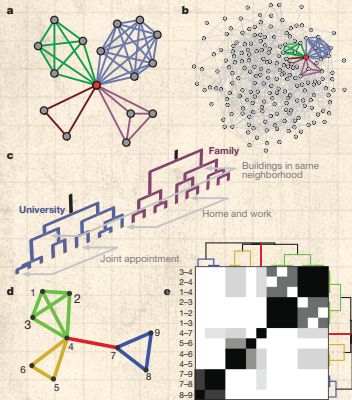 a
b
c
Family
Buildings in same
neighborhood
University
Home and work
Joint appointment
d
e
1
2
3
4
5
6
7
8
9
3–4
2–4
1–4
2–3
1–2
1–3
4–7
5–6
4–6
4–5
7–9
7–8
8–9